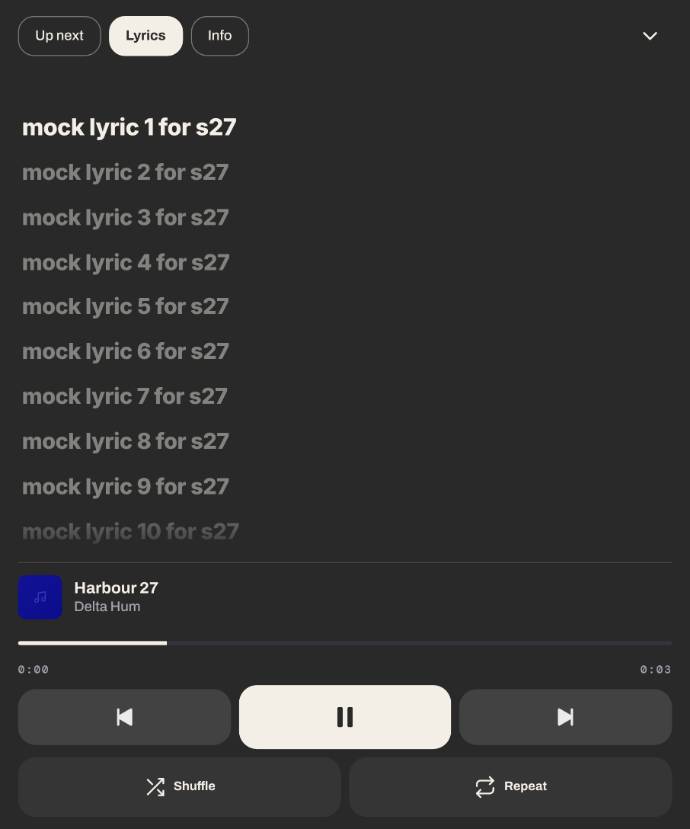 Up next Lyrics Info
mock lyric 1 for s27
mock lyric 2 for s27
mock lyric 3 for s27
mock lyric 4 for s27
mock lyric 5 for s27
mock lyric 6 for s27
mock lyric 7 for s27
mock lyric 8 for s27
mock lyric 9 for s27
mock lyric 10 for s27
Harbour 27
Delta Hum
0:00 0:03
Shuffle Repeat